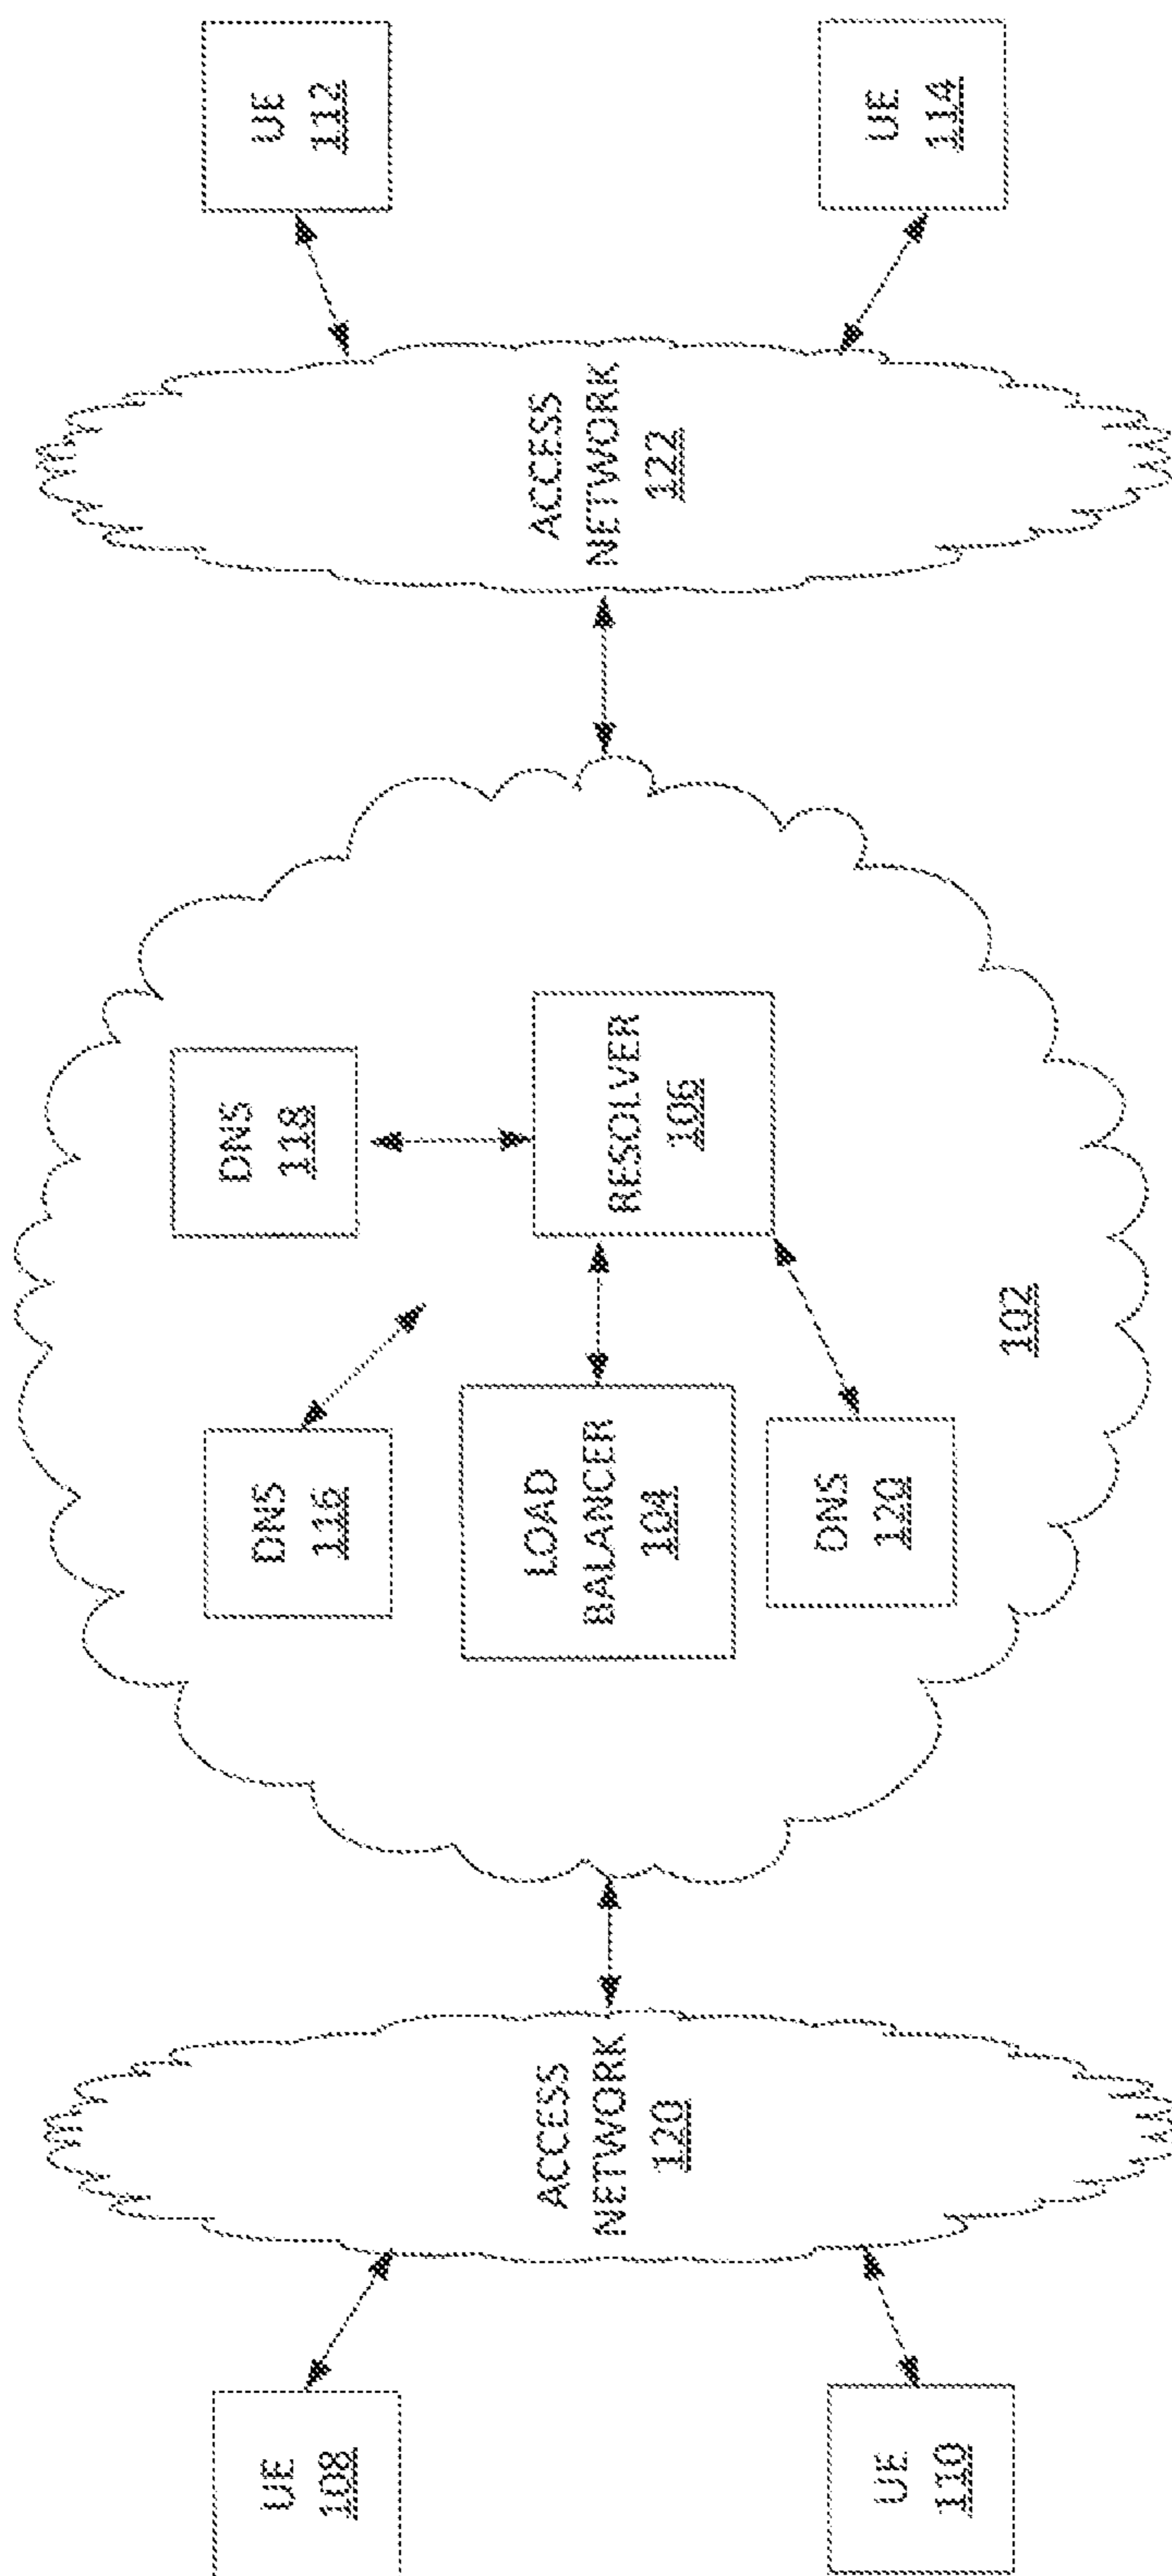 UE
108
UE
110
ACCESS
NETWORK
120
DNS
116
LOAD
BALANCER
104
DNS
120
DNS
118
RESOLVER
106
102
ACCESS
NETWORK
122
UE
112
UE
114